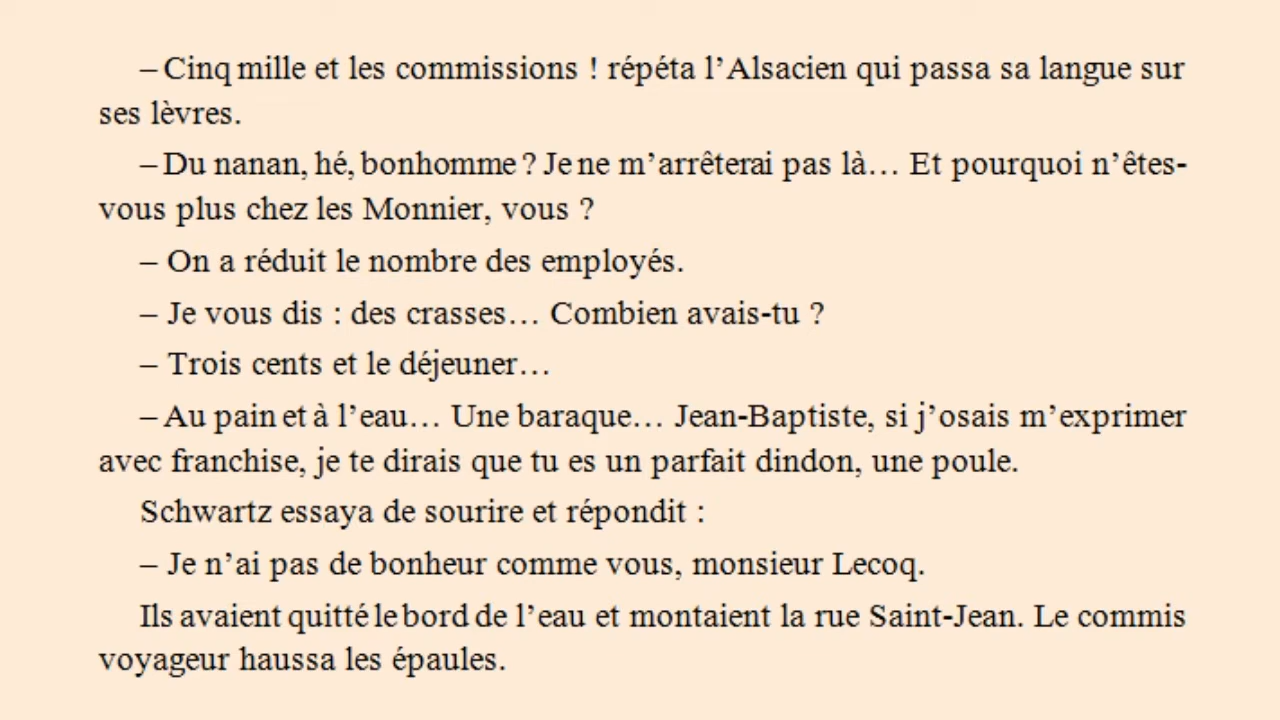 – Cinq mille et les commissions ! répéta l’Alsacien qui passa sa langue sur
ses lèvres.
– Du nanan, hé, bonhomme ? Je ne m’arrêterai pas là… Et pourquoi n’êtes-
vous plus chez les Monnier, vous ?
– On a réduit le nombre des employés.
– Je vous dis : des crasses… Combien avais-tu ?
– Trois cents et le déjeuner…
– Au pain et à l’eau… Une baraque… Jean-Baptiste, si j’osais m’exprimer
avec franchise, je te dirais que tu es un parfait dindon, une poule.
Schwartz essaya de sourire et répondit :
– Je n’ai pas de bonheur comme vous, monsieur Lecoq.
Ils avaient quitté le bord de l’eau et montaient la rue Saint-Jean. Le commis
voyageur haussa les épaules.